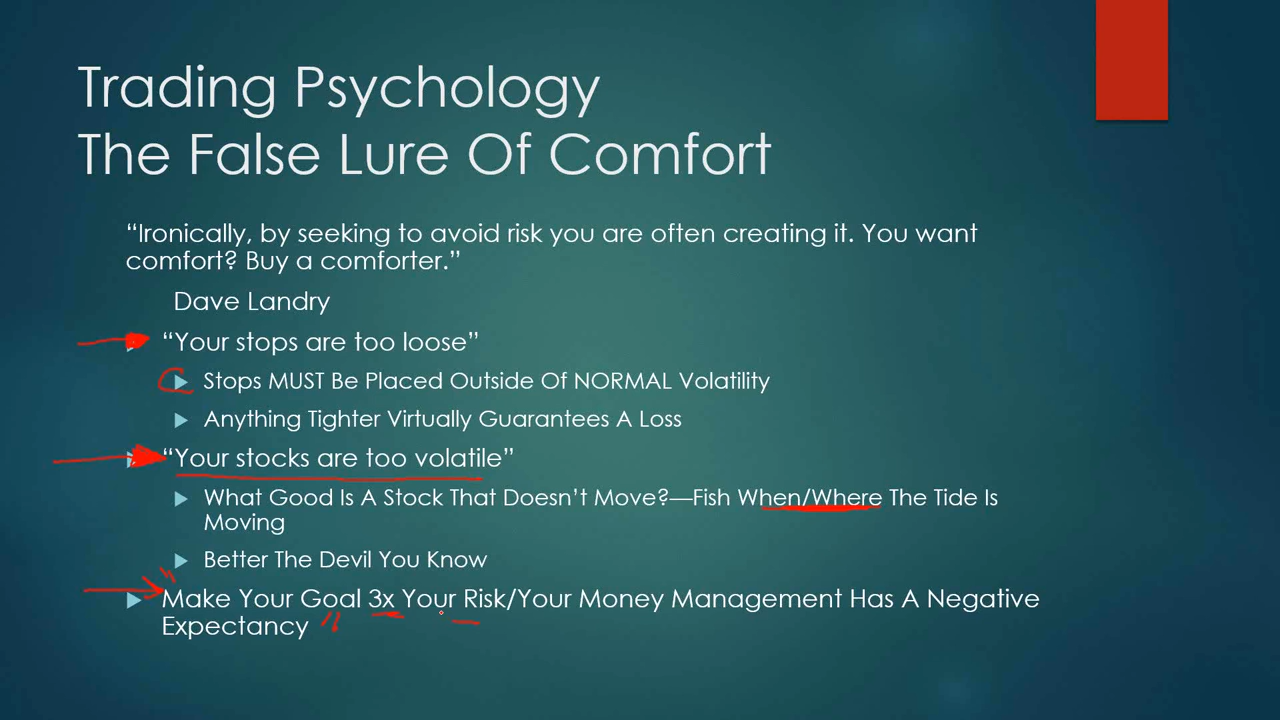 Trading Psychology
The False Lure Of Comfort
“Ironically, by seeking to avoid risk you are often creating it. You want
comfort? Buy a comforter.”
Dave Landry
“Your stops are too loose”
Stops MUST Be Placed Outside Of NORMAL Volatility
Anything Tighter Virtually Guarantees A Loss
“Your stocks are too volatile”
What Good Is A Stock That Doesn’t Move?—Fish When/Where The Tide Is
Moving
Better The Devil You Know
Make Your Goal 3x Your Risk/Your Money Management Has A Negative
Expectancy